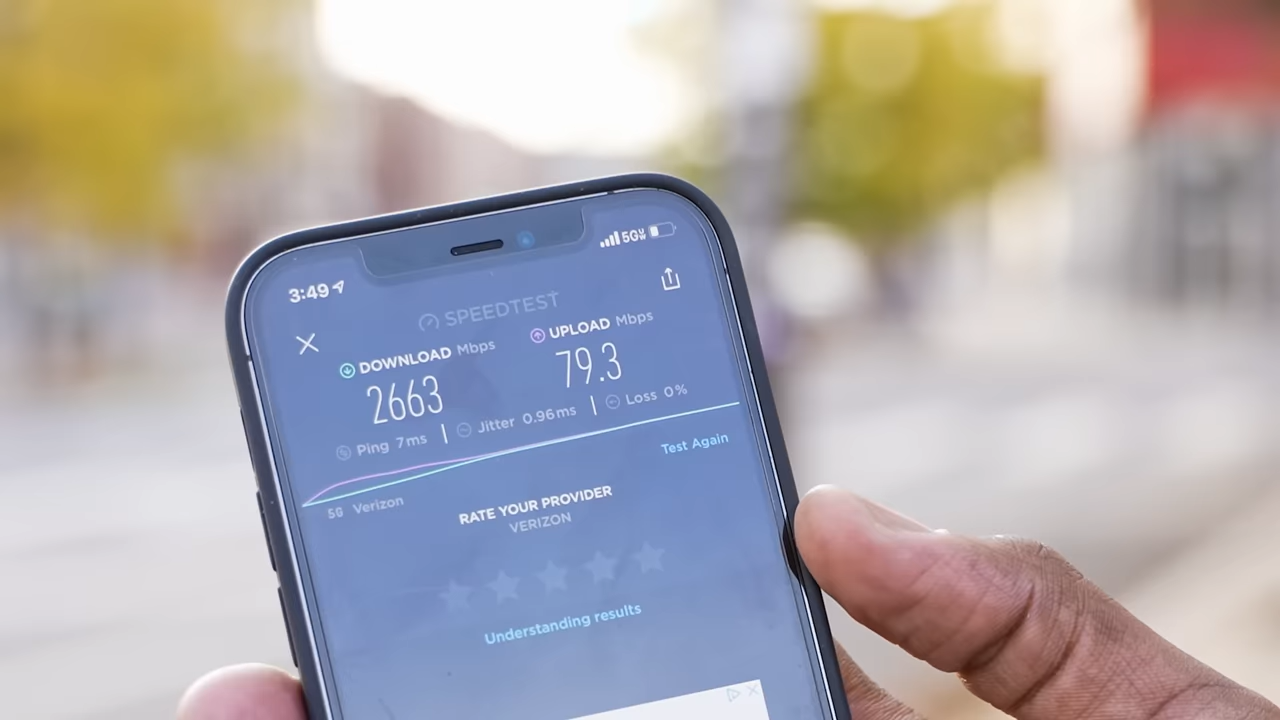 3:49
5G UW
SPEEDTEST
DOWNLOAD Mbps
2663
UPLOAD Mbps
79.3
Ping 7ms
Jitter 0.96ms
Loss 0%
Test Again
5G Verizon
RATE YOUR PROVIDER
VERIZON
Understanding results